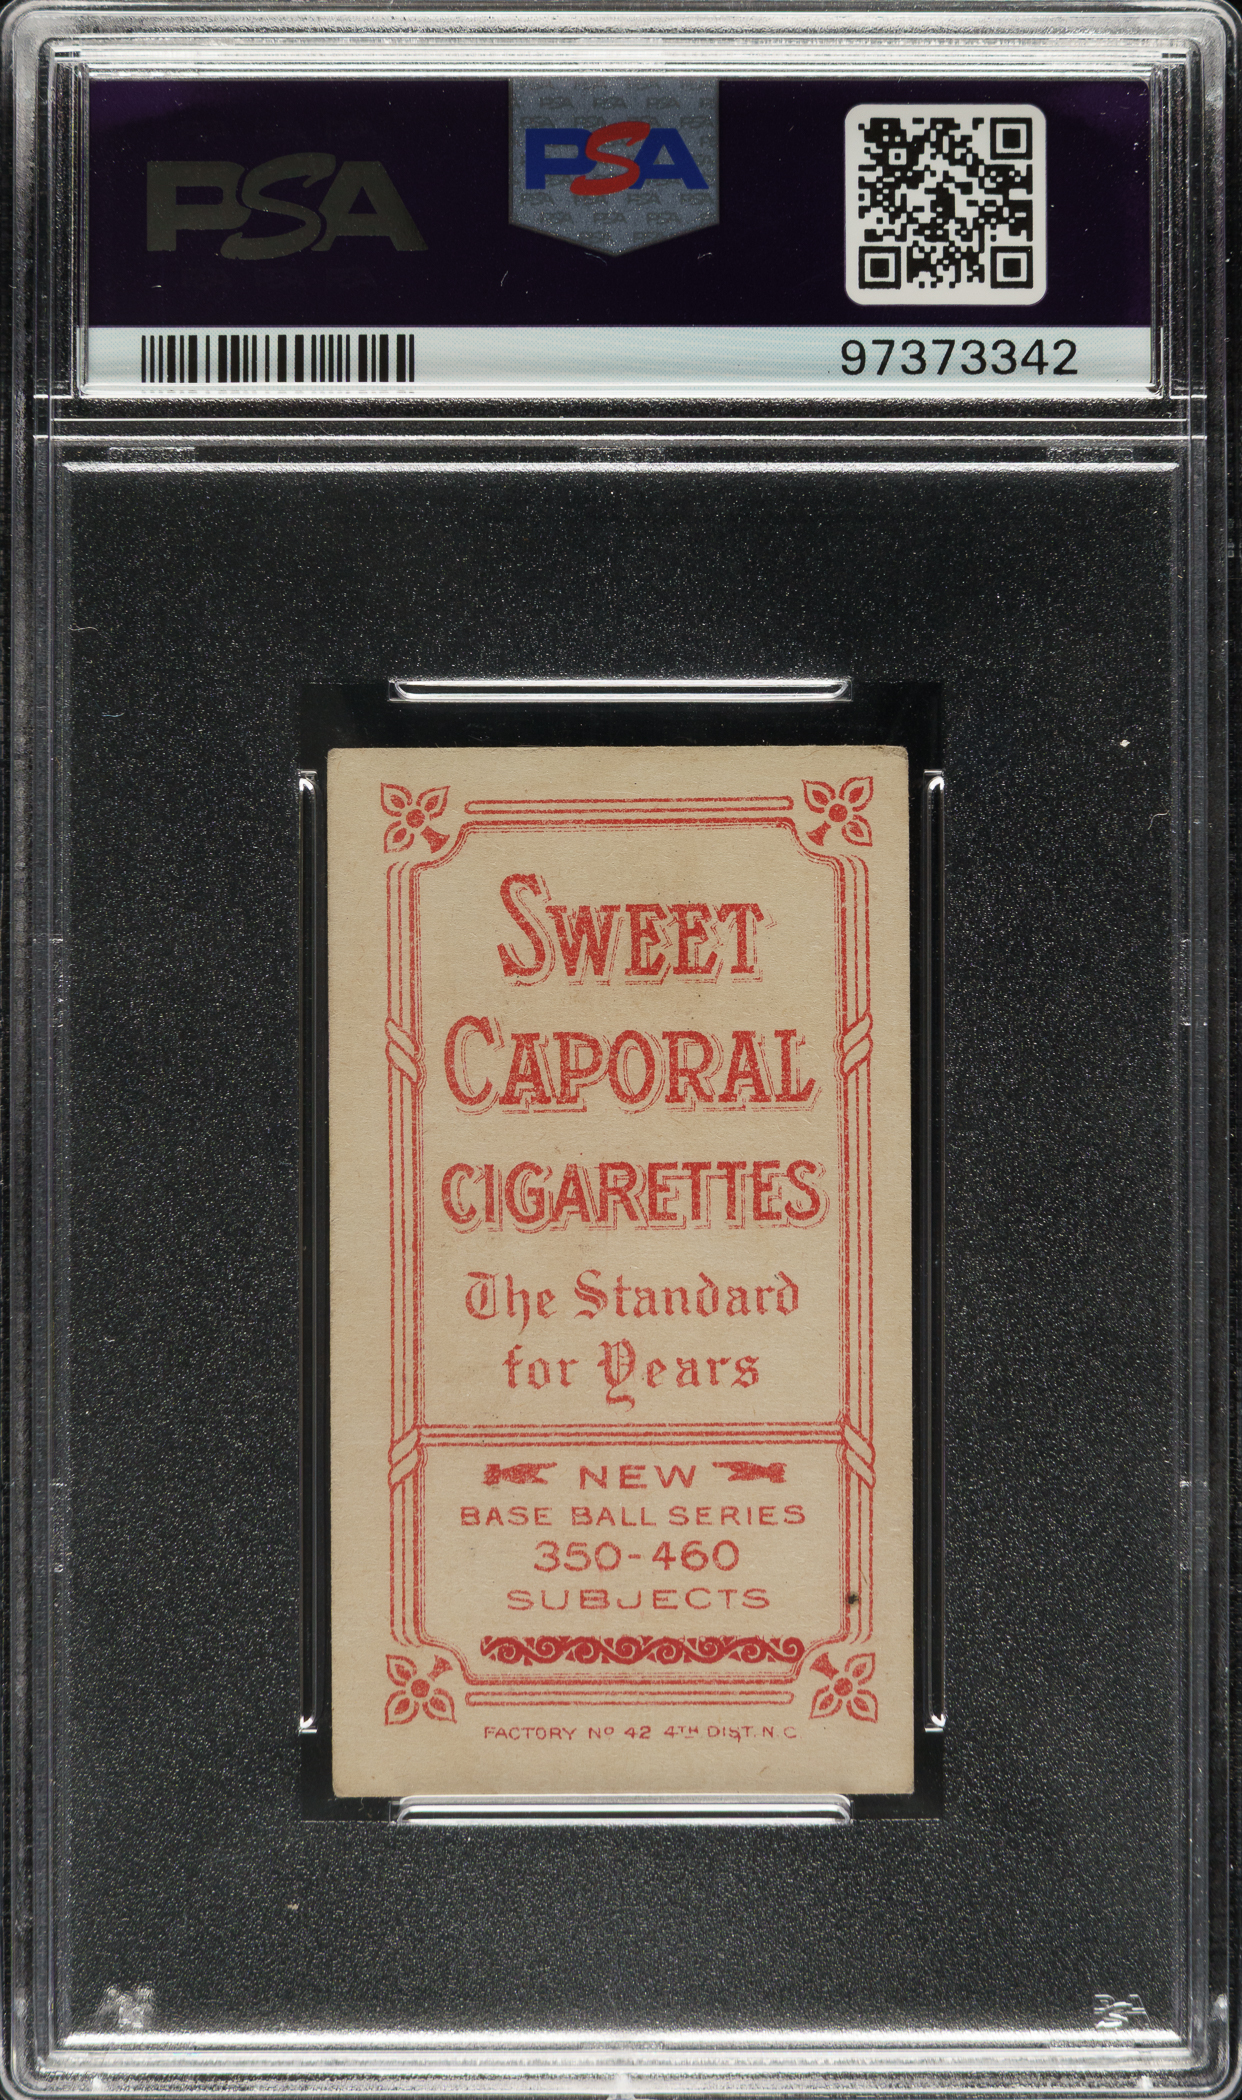 PSA
PSA
97373342
SWEET
CAPORAL
CIGARETTES
The Standard
for Years
NEW
BASE BALL SERIES
350-460
SUBJECTS
FACTORY Nº 42 4TH DIST. N.C.